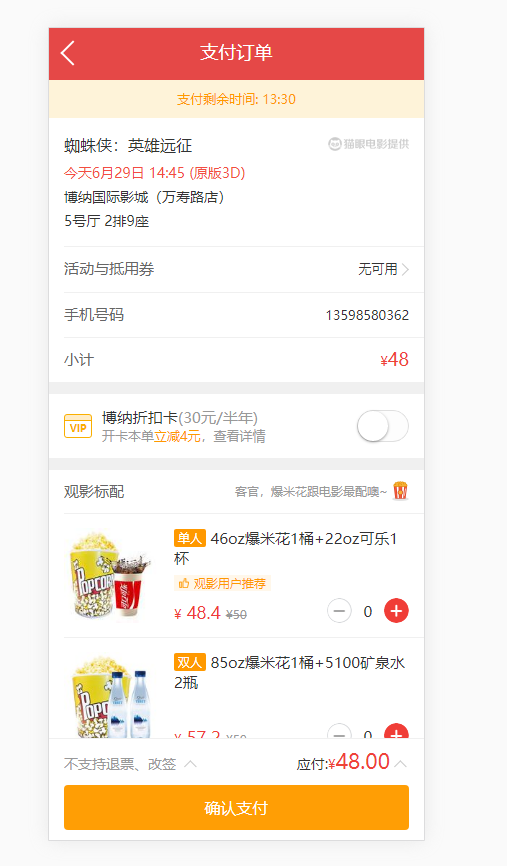 支付订单
支付剩余时间: 13:30
蜘蛛侠：英雄远征
猫眼电影提供
今天6月29日 14:45 (原版3D)
博纳国际影城（万寿路店）
5号厅 2排9座
活动与抵用券 无可用
手机号码 13598580362
小计 ¥48
VIP 博纳折扣卡(30元/半年)
开卡本单立减4元，查看详情
观影标配 客官，爆米花跟电影最配噢~
单人 46oz爆米花1桶+22oz可乐1
杯
观影用户推荐
¥ 48.4 ¥50 0
POPCORN
双人 85oz爆米花1桶+5100矿泉水
2瓶
¥ 57.2 ¥59 0
不支持退票、改签 应付:¥48.00
确认支付